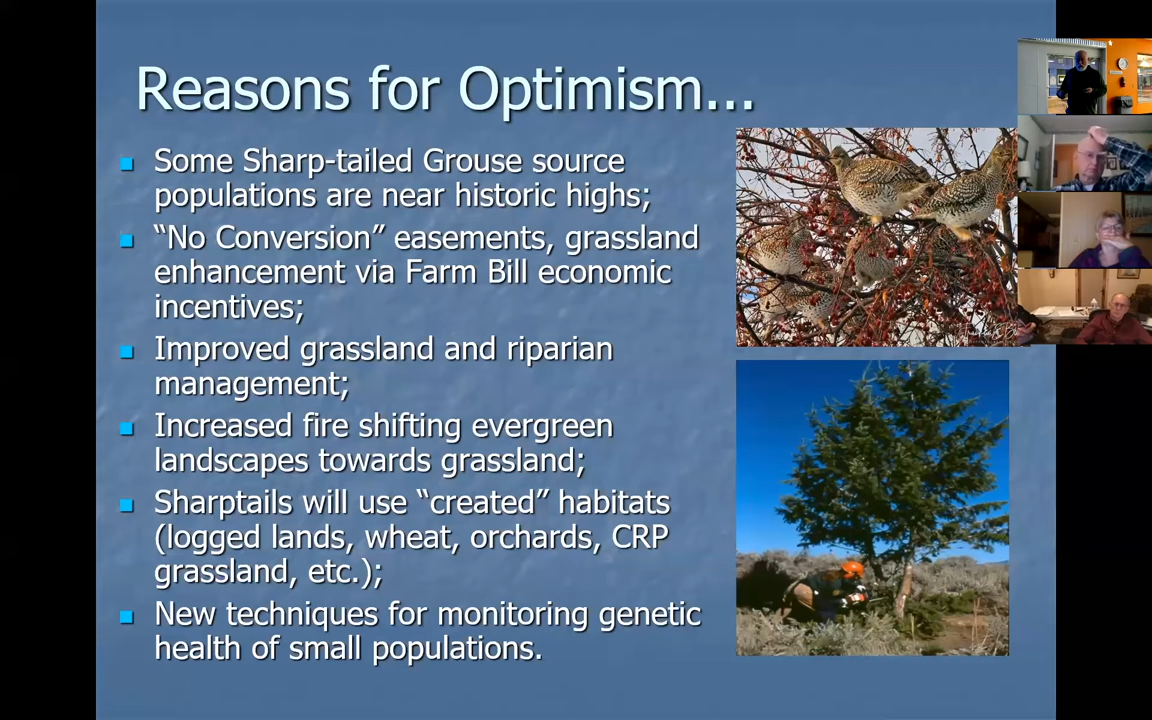 Reasons for Optimism...
Some Sharp-tailed Grouse source
populations are near historic highs;
“No Conversion” easements, grassland
enhancement via Farm Bill economic
incentives;
Improved grassland and riparian
management;
Increased fire shifting evergreen
landscapes towards grassland;
Sharptails will use “created” habitats
(logged lands, wheat, orchards, CRP
grassland, etc.);
New techniques for monitoring genetic
health of small populations.